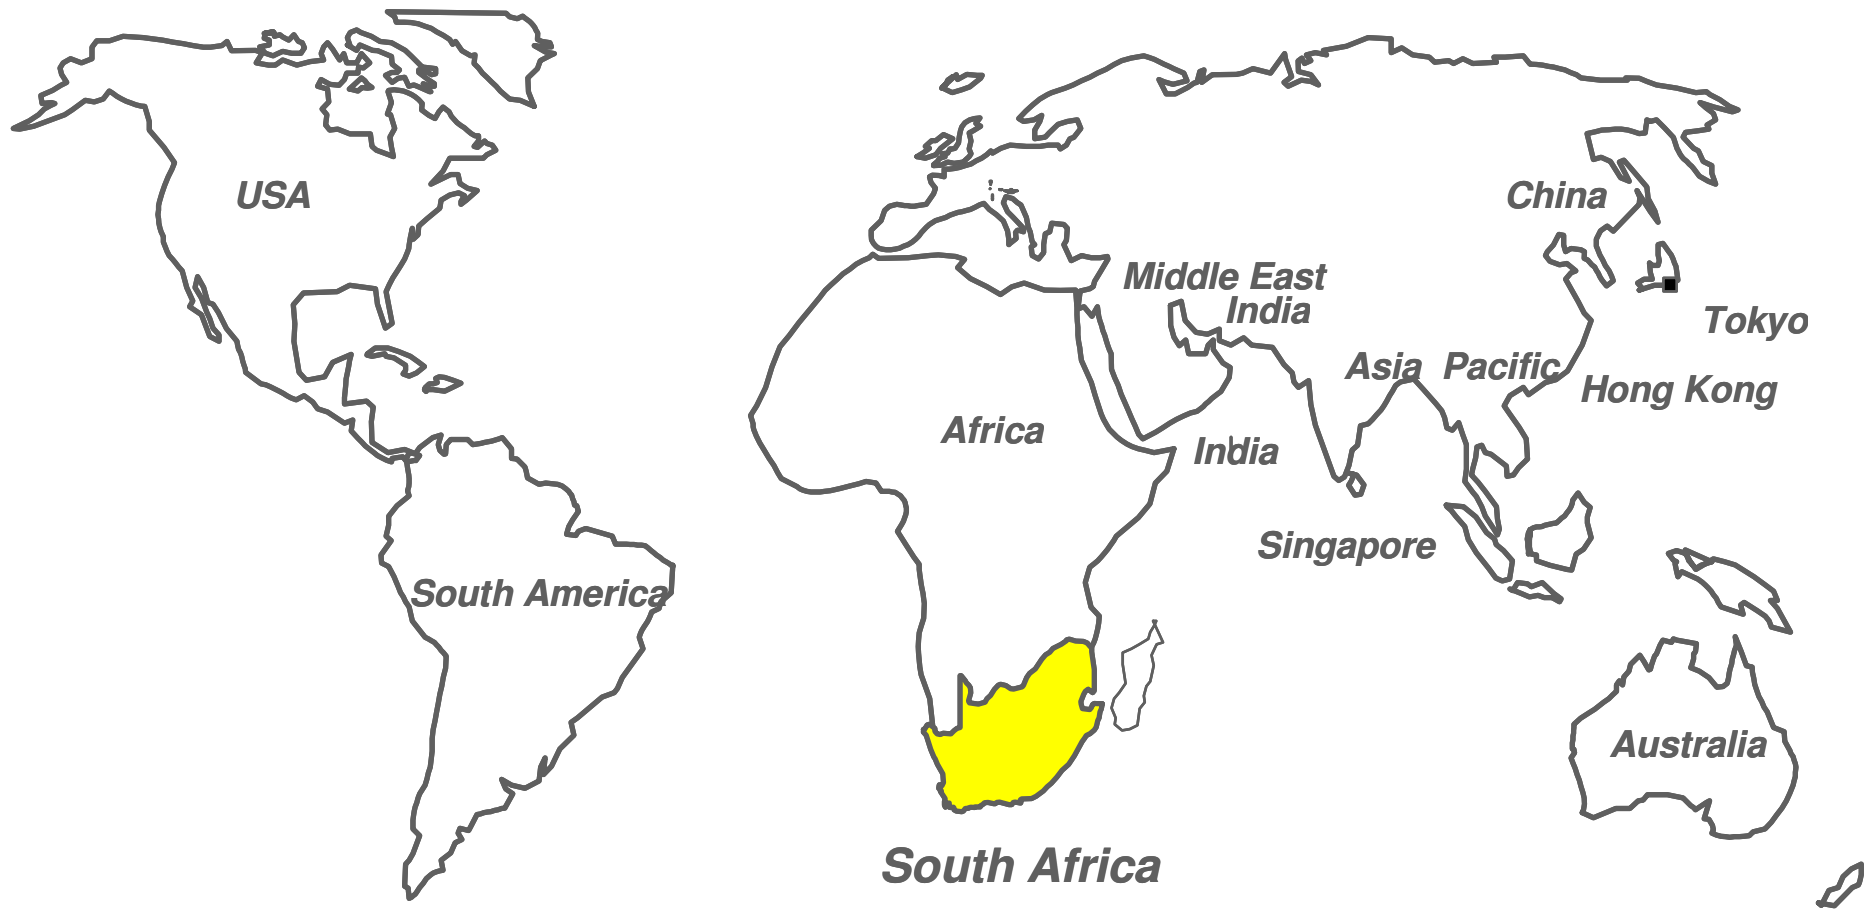 USA
China
Middle East
India
Tokyo
Asia Pacific
Hong Kong
Africa
India
Singapore
South America
Australia
South Africa